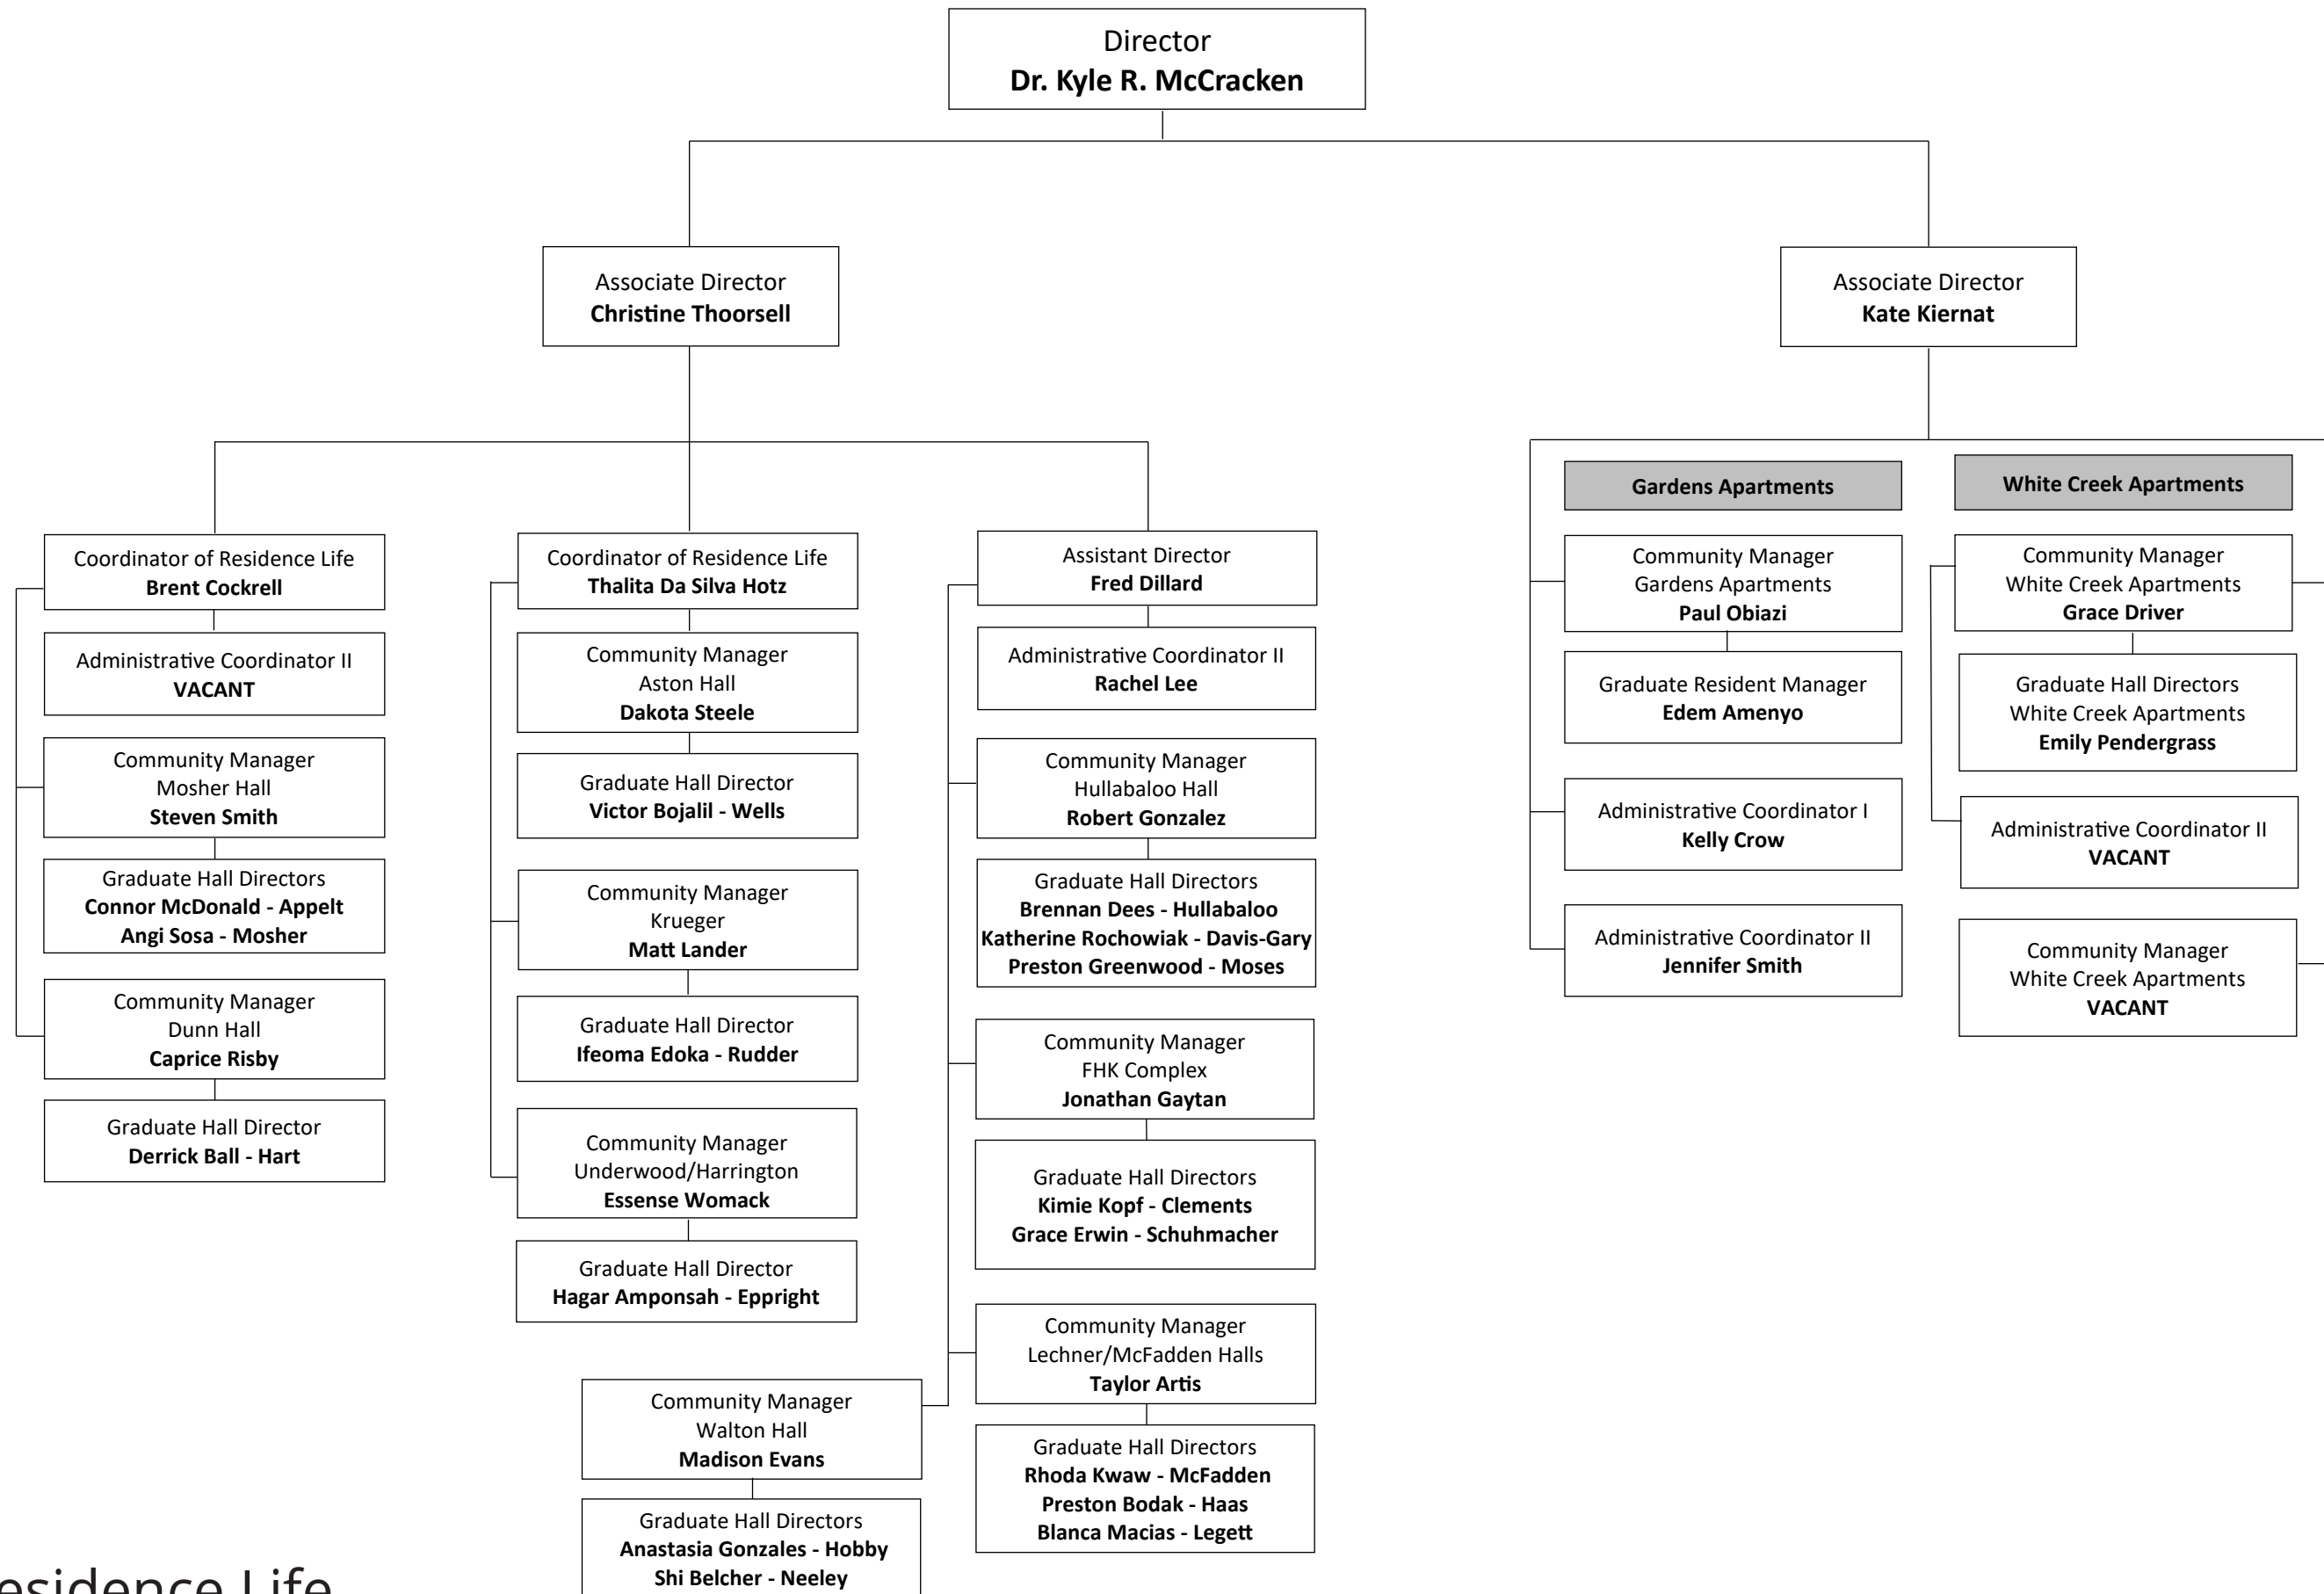 Director
Dr. Kyle R. McCracken
Associate Director
Christine Thoorsell
Associate Director
Kate Kiernat
Coordinator of Residence Life
Brent Cockrell
Administrative Coordinator II
VACANT
Community Manager
Mosher Hall
Steven Smith
Graduate Hall Directors
Connor McDonald - Appelt
Angi Sosa - Mosher
Community Manager
Dunn Hall
Caprice Risby
Graduate Hall Director
Derrick Ball - Hart
Coordinator of Residence Life
Thalita Da Silva Hotz
Community Manager
Aston Hall
Dakota Steele
Graduate Hall Director
Victor Bojalil - Wells
Community Manager
Krueger
Matt Lander
Graduate Hall Director
Ifeoma Edoka - Rudder
Community Manager
Underwood/Harrington
Essense Womack
Graduate Hall Director
Hagar Amponsah - Eppright
Assistant Director
Fred Dillard
Administrative Coordinator II
Rachel Lee
Community Manager
Hullabaloo Hall
Robert Gonzalez
Graduate Hall Directors
Brennan Dees - Hullabaloo
Katherine Rochowiak - Davis-Gary
Preston Greenwood - Moses
Community Manager
FHK Complex
Jonathan Gaytan
Graduate Hall Directors
Kimie Kopf - Clements
Grace Erwin - Schuhmacher
Community Manager
Lechner/McFadden Halls
Taylor Artis
Graduate Hall Directors
Rhoda Kwaw - McFadden
Preston Bodak - Haas
Blanca Macias - Legett
Community Manager
Walton Hall
Madison Evans
Graduate Hall Directors
Anastasia Gonzales - Hobby
Shi Belcher - Neeley
Gardens Apartments
Community Manager
Gardens Apartments
Paul Obiazi
Graduate Resident Manager
Edem Amenyo
Administrative Coordinator I
Kelly Crow
Administrative Coordinator II
Jennifer Smith
White Creek Apartments
Community Manager
White Creek Apartments
Grace Driver
Graduate Hall Directors
White Creek Apartments
Emily Pendergrass
Administrative Coordinator II
VACANT
Community Manager
White Creek Apartments
VACANT
esidence Life